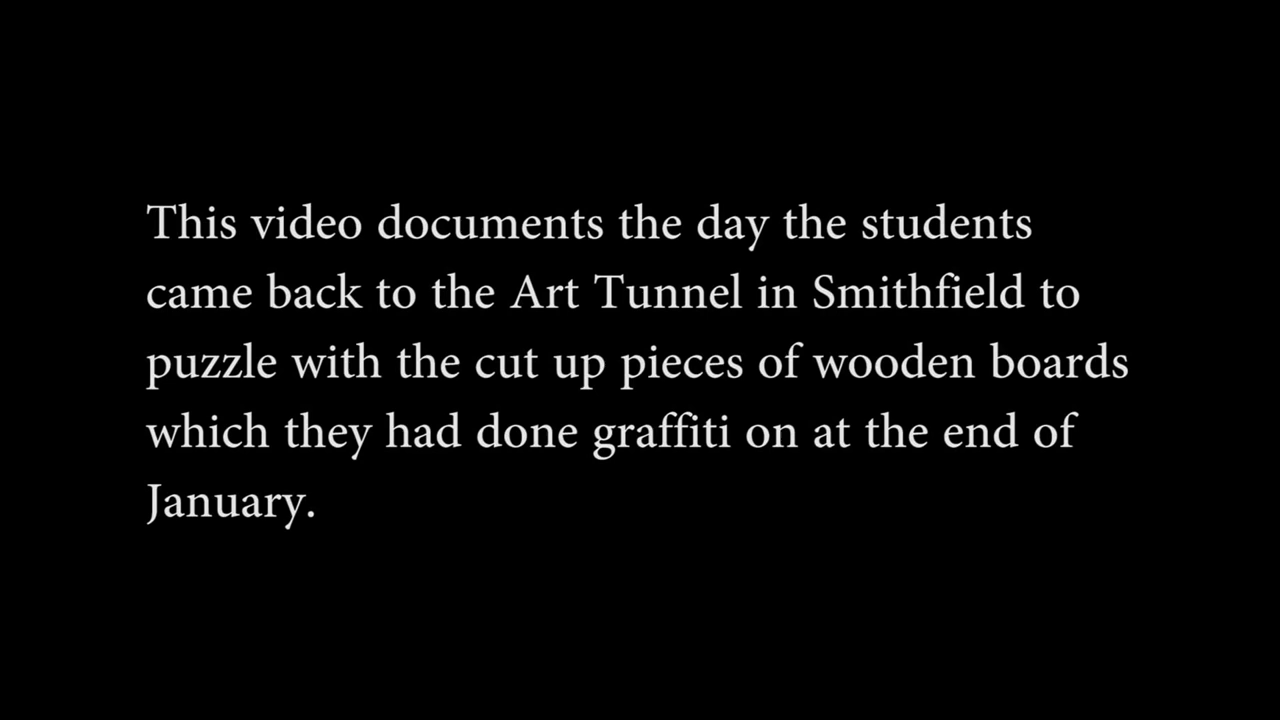 This video documents the day the students
came back to the Art Tunnel in Smithfield to
puzzle with the cut up pieces of wooden boards
which they had done graffiti on at the end of
January.